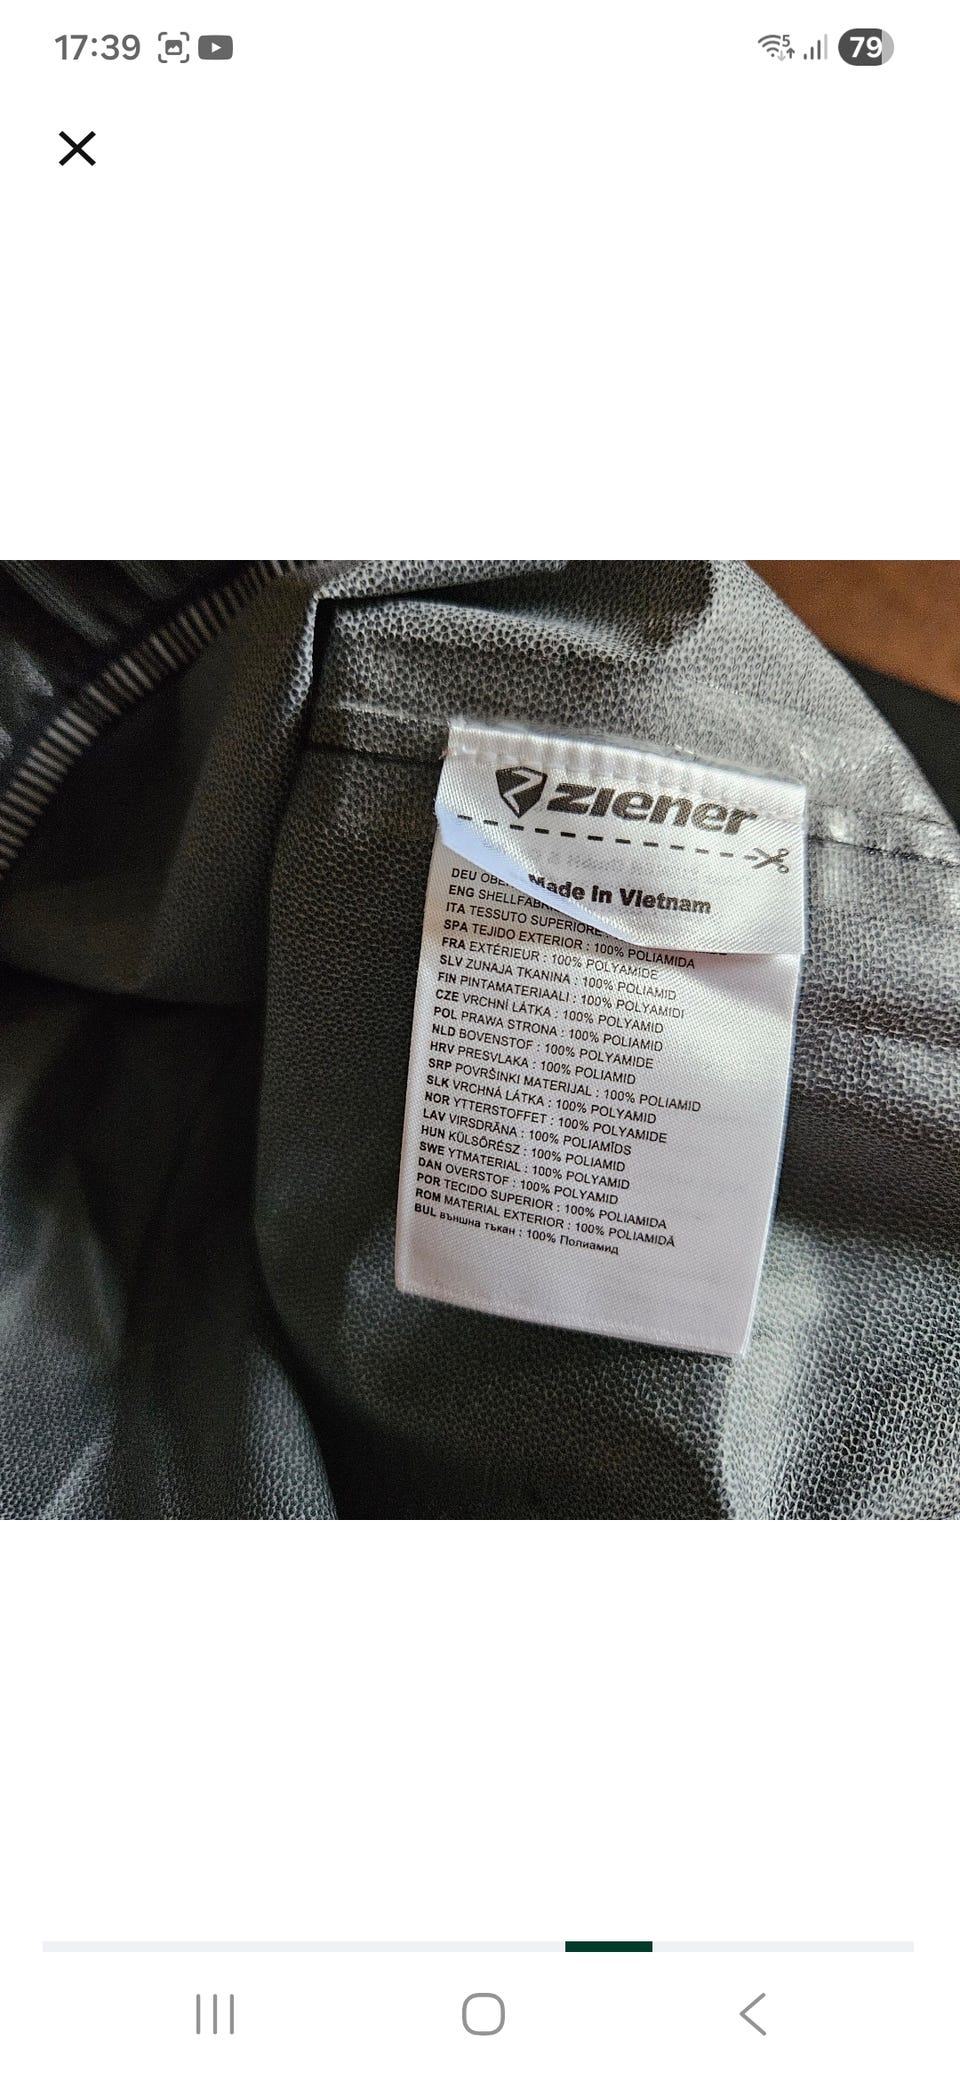 17:39
5
79
ziener
Made In Vietnam
DEU
ENG SHELLFABRI
ITA TESSUTO SUPERIORE
SPA TEJIDO EXTERIOR : 100% POLIAMIDA
FRA EXTÉRIEUR : 100% POLYAMIDE
SLV ZUNAJA TKANINA : 100% POLIAMID
FIN PINTAMATERIAALI : 100% POLYAMIDI
CZE VRCHNÍ LÁTKA : 100% POLYAMID
POL PRAWA STRONA : 100% POLIAMID
NLD BOVENSTOF : 100% POLYAMIDE
HRV PRESVLAKA : 100% POLIAMID
SRP POVRŠINKI MATERIJAL : 100% POLIAMID
SLK VRCHNÁ LÁTKA : 100% POLYAMID
NOR YTTERSTOFFET : 100% POLYAMIDE
LAV VIRSDRĀNA : 100% POLIAMĪDS
HUN KÜLSŐRÉSZ : 100% POLIAMID
SWE YTMATERIAL : 100% POLYAMID
DAN OVERSTOF : 100% POLYAMID
POR TECIDO SUPERIOR : 100% POLIAMIDA
ROM MATERIAL EXTERIOR : 100% POLIAMIDĂ
BUL външна тъкан : 100% Полиамид